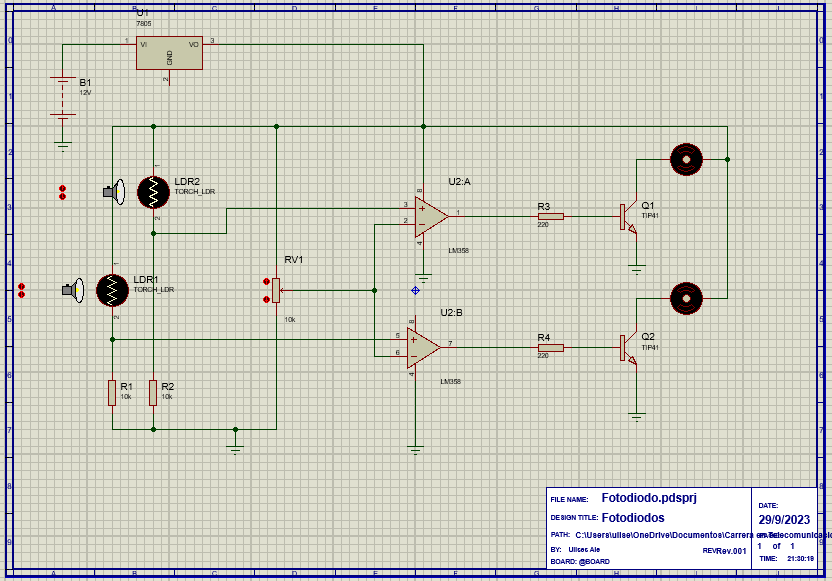 A B C D E F G H I J
U1
7805
1 VI VO 3
GND
2
B1
12V
LDR2
TORCH_LDR
1
2
LDR1
TORCH_LDR
1
2
RV1
10k
R1
10k
R2
10k
U2:A
3
2
8
4
1
LM358
U2:B
5
6
8
4
7
LM358
R3
220
R4
220
Q1
TIP41
Q2
TIP41
0
1
2
3
4
5
6
7
8
9
FILE NAME: Fotodiodo.pdsprj
DESIGN TITLE: Fotodiodos
PATH: C:\Users\ulise\OneDrive\Documentos\Carrera en Telecomunicacio
BY: Ulises Ale
REV: Rev.001
BOARD: @BOARD
DATE:
29/9/2023
1 of 1
TIME: 21:30:19
A B C D E F G H I J